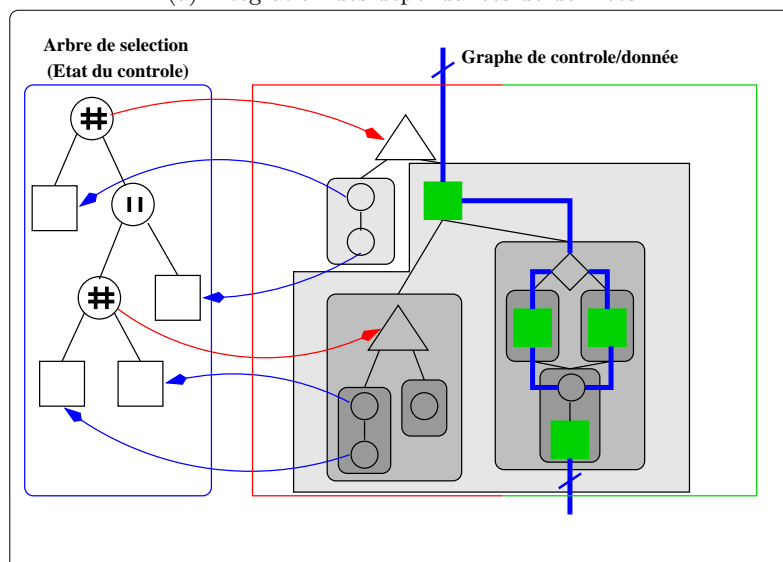 Arbre de selection
(Etat du controle)
Graphe de controle/donnée